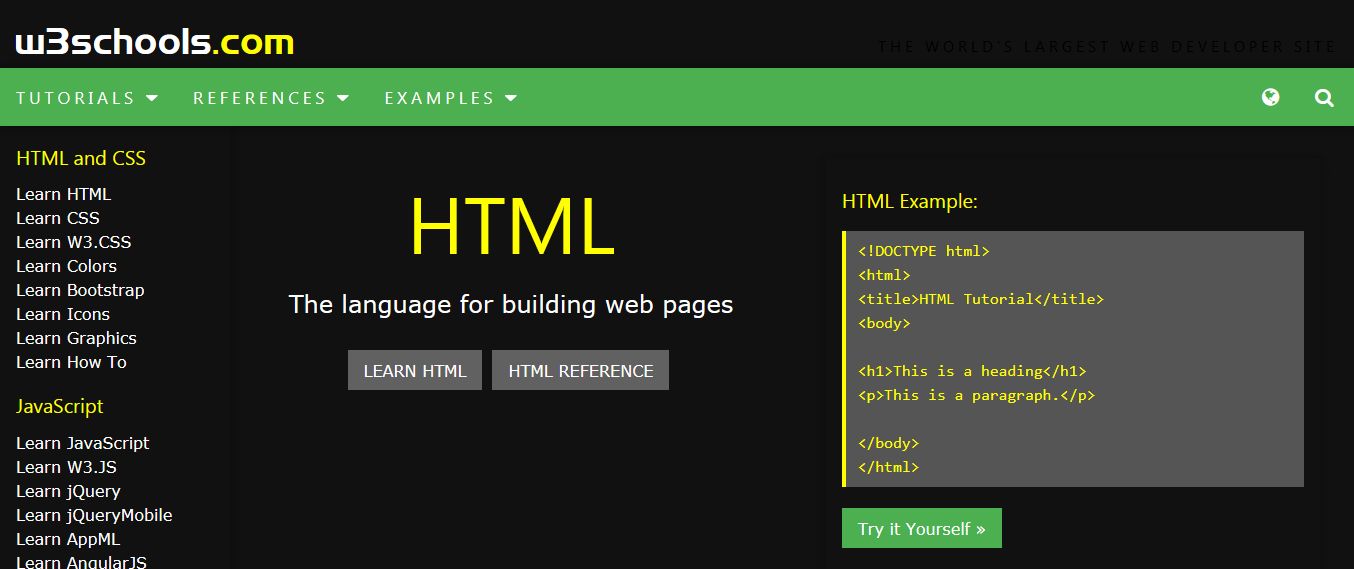 w3schools.com
THE WORLD'S LARGEST WEB DEVELOPER SITE
TUTORIALS REFERENCES EXAMPLES
HTML and CSS
Learn HTML
Learn CSS
Learn W3.CSS
Learn Colors
Learn Bootstrap
Learn Icons
Learn Graphics
Learn How To
JavaScript
Learn JavaScript
Learn W3.JS
Learn jQuery
Learn jQueryMobile
Learn AppML
Learn AngularJS
HTML
The language for building web pages
LEARN HTML HTML REFERENCE
HTML Example:
<!DOCTYPE html>
<html>
<title>HTML Tutorial</title>
<body>
<h1>This is a heading</h1>
<p>This is a paragraph.</p>
</body>
</html>
Try it Yourself »